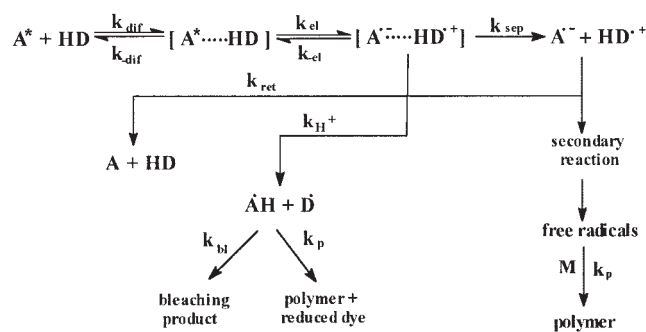 A* + HD k_dif k_-dif [ A*·····HD ] k_el k_-el [ A·⁻·····HD·⁺ ] k_sep A·⁻ + HD·⁺
k_ret
k_H⁺
A + HD
secondary
reaction
ȦH + Ḋ
free radicals
k_bl k_p
M k_p
bleaching
product
polymer +
reduced dye
polymer